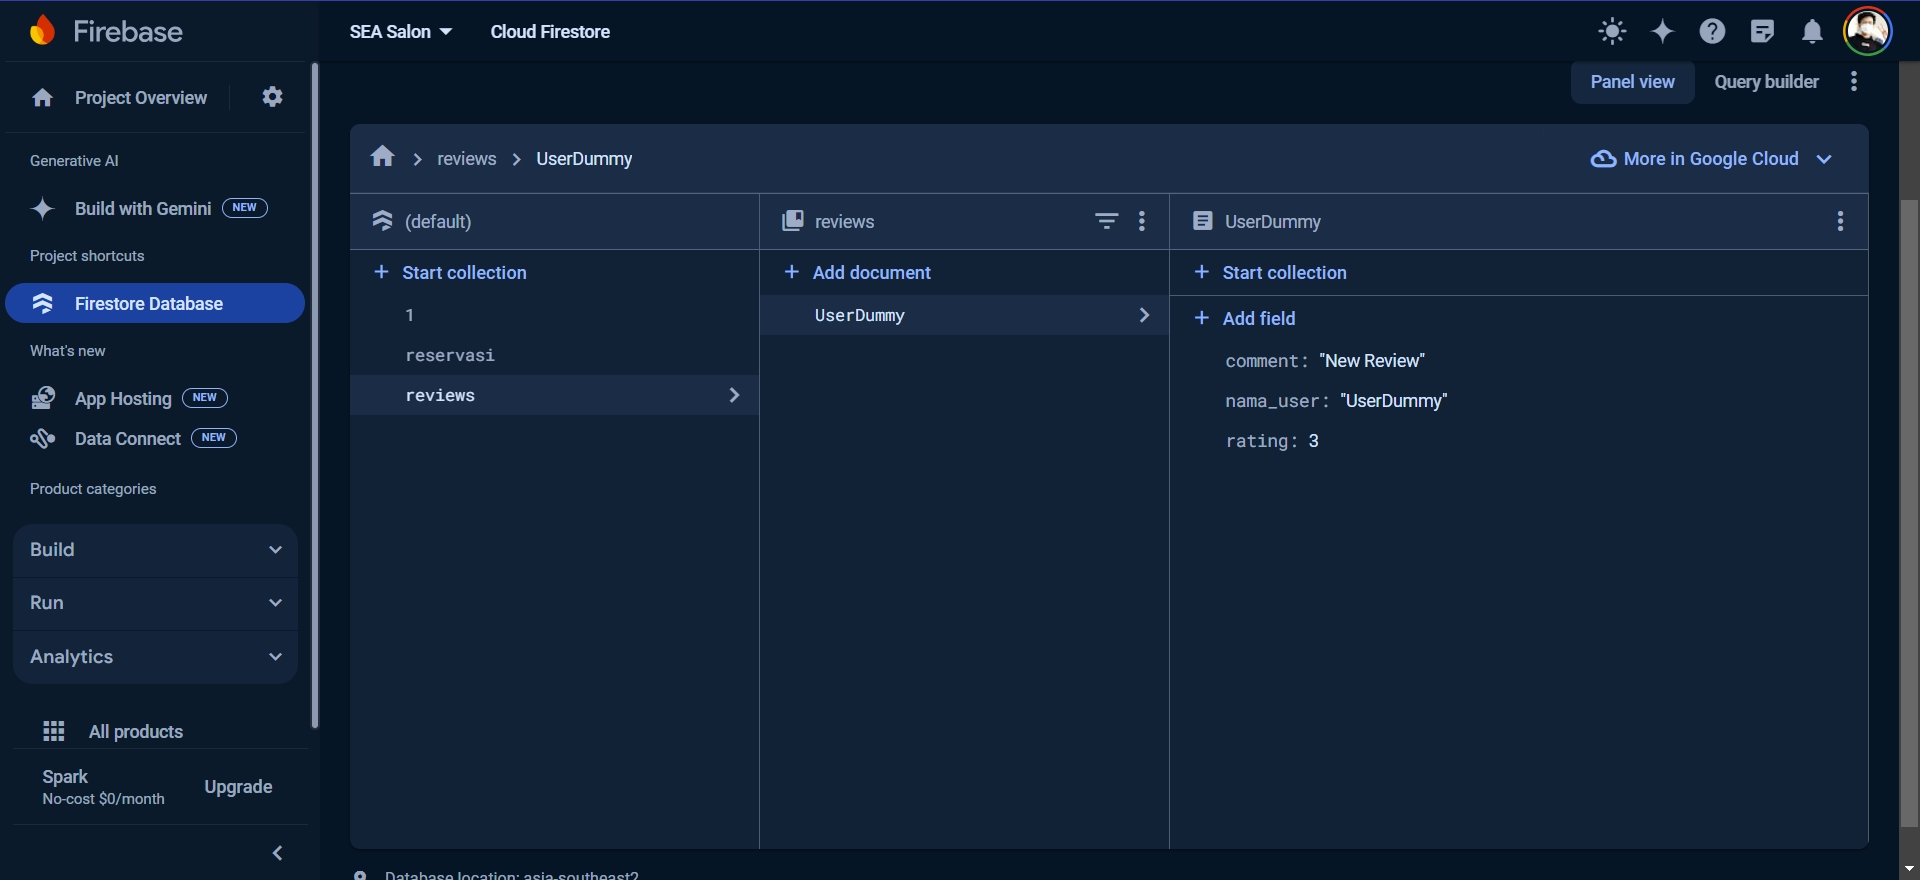 Firebase
SEA Salon
Cloud Firestore
Project Overview
Panel view
Query builder
Generative AI
Build with Gemini
NEW
Project shortcuts
Firestore Database
What's new
App Hosting
NEW
Data Connect
NEW
Product categories
Build
Run
Analytics
All products
Spark
No-cost $0/month
Upgrade
reviews
UserDummy
More in Google Cloud
(default)
+ Start collection
1
reservasi
reviews
reviews
+ Add document
UserDummy
UserDummy
+ Start collection
+ Add field
comment: "New Review"
nama_user: "UserDummy"
rating: 3
Database location: asia-southeast2